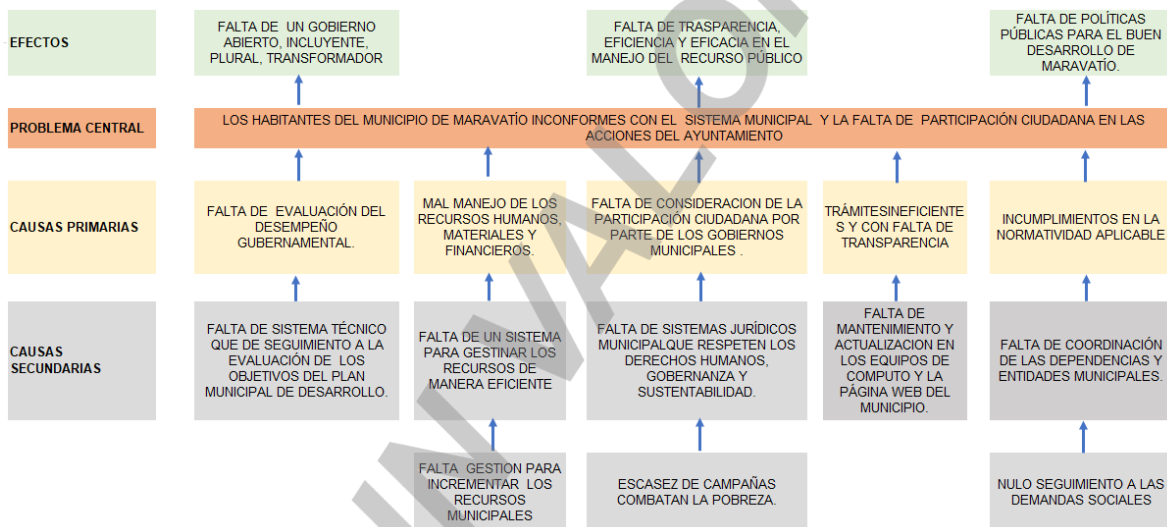 EFECTOS
FALTA DE UN GOBIERNO
ABIERTO, INCLUYENTE,
PLURAL, TRANSFORMADOR
FALTA DE TRASPARENCIA,
EFICIENCIA Y EFICACIA EN EL
MANEJO DEL RECURSO PÚBLICO
FALTA DE POLÍTICAS
PÚBLICAS PARA EL BUEN
DESARROLLO DE
MARAVATÍO.
PROBLEMA CENTRAL
LOS HABITANTES DEL MUNICIPIO DE MARAVATÍO INCONFORMES CON EL SISTEMA MUNICIPAL Y LA FALTA DE PARTICIPACIÓN CIUDADANA EN LAS
ACCIONES DEL AYUNTAMIENTO
CAUSAS PRIMARIAS
FALTA DE EVALUACIÓN DEL
DESEMPEÑO
GUBERNAMENTAL.
MAL MANEJO DE LOS
RECURSOS HUMANOS,
MATERIALES Y
FINANCIEROS.
FALTA DE CONSIDERACION DE LA
PARTICIPACIÓN CIUDADANA POR
PARTE DE LOS GOBIERNOS
MUNICIPALES .
TRÁMITESINEFICIENTE
S Y CON FALTA DE
TRANSPARENCIA
INCUMPLIMIENTOS EN LA
NORMATIVIDAD APLICABLE
CAUSAS
SECUNDARIAS
FALTA DE SISTEMA TÉCNICO
QUE DE SEGUIMIENTO A LA
EVALUACIÓN DE LOS
OBJETIVOS DEL PLAN
MUNICIPAL DE DESARROLLO.
FALTA DE UN SISTEMA
PARA GESTINAR LOS
RECURSOS DE
MANERA EFICIENTE
FALTA DE SISTEMAS JURÍDICOS
MUNICIPALQUE RESPETEN LOS
DERECHOS HUMANOS,
GOBERNANZA Y
SUSTENTABILIDAD.
FALTA DE
MANTENIMIENTO Y
ACTUALIZACION EN
LOS EQUIPOS DE
COMPUTO Y LA
PÁGINA WEB DEL
MUNICIPIO.
FALTA DE COORDINACIÓN
DE LAS DEPENDENCIAS Y
ENTIDADES MUNICIPALES.
FALTA GESTION PARA
INCREMENTAR LOS
RECURSOS
MUNICIPALES
ESCASEZ DE CAMPAÑAS
COMBATAN LA POBREZA.
NULO SEGUIMIENTO A LAS
DEMANDAS SOCIALES
IN VALO